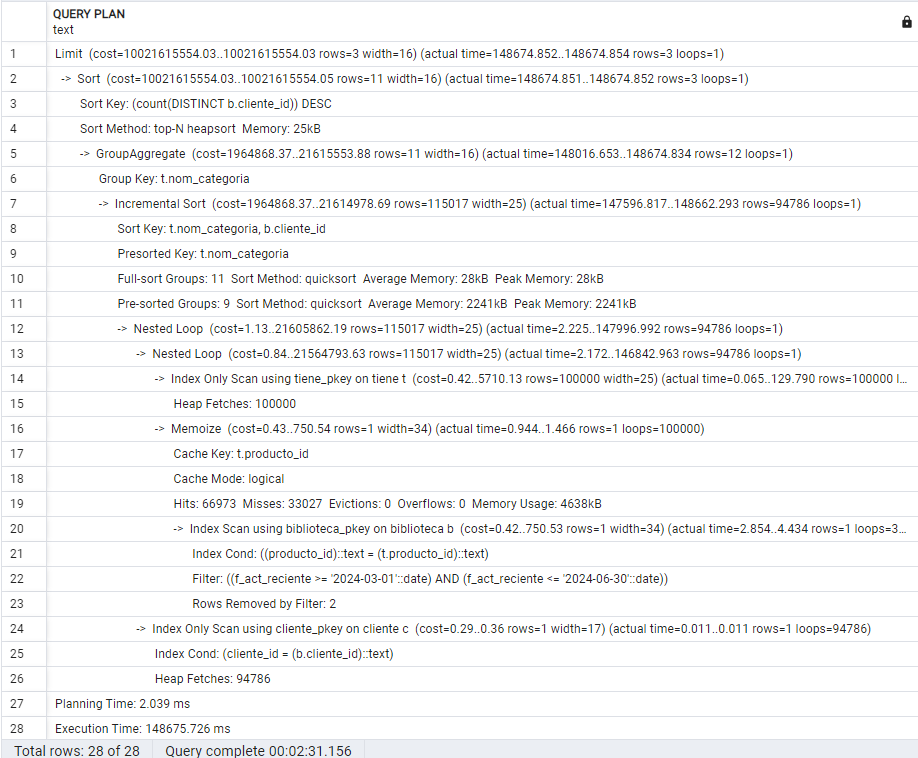 QUERY PLAN
text
1 Limit (cost=10021615554.03..10021615554.03 rows=3 width=16) (actual time=148674.852..148674.854 rows=3 loops=1)
2 -> Sort (cost=10021615554.03..10021615554.05 rows=11 width=16) (actual time=148674.851..148674.852 rows=3 loops=1)
3 Sort Key: (count(DISTINCT b.cliente_id)) DESC
4 Sort Method: top-N heapsort Memory: 25kB
5 -> GroupAggregate (cost=1964868.37..21615553.88 rows=11 width=16) (actual time=148016.653..148674.834 rows=12 loops=1)
6 Group Key: t.nom_categoria
7 -> Incremental Sort (cost=1964868.37..21614978.69 rows=115017 width=25) (actual time=147596.817..148662.293 rows=94786 loops=1)
8 Sort Key: t.nom_categoria, b.cliente_id
9 Presorted Key: t.nom_categoria
10 Full-sort Groups: 11 Sort Method: quicksort Average Memory: 28kB Peak Memory: 28kB
11 Pre-sorted Groups: 9 Sort Method: quicksort Average Memory: 2241kB Peak Memory: 2241kB
12 -> Nested Loop (cost=1.13..21605862.19 rows=115017 width=25) (actual time=2.225..147996.992 rows=94786 loops=1)
13 -> Nested Loop (cost=0.84..21564793.63 rows=115017 width=25) (actual time=2.172..146842.963 rows=94786 loops=1)
14 -> Index Only Scan using tiene_pkey on tiene t (cost=0.42..5710.13 rows=100000 width=25) (actual time=0.065..129.790 rows=100000 l...
15 Heap Fetches: 100000
16 -> Memoize (cost=0.43..750.54 rows=1 width=34) (actual time=0.944..1.466 rows=1 loops=100000)
17 Cache Key: t.producto_id
18 Cache Mode: logical
19 Hits: 66973 Misses: 33027 Evictions: 0 Overflows: 0 Memory Usage: 4638kB
20 -> Index Scan using biblioteca_pkey on biblioteca b (cost=0.42..750.53 rows=1 width=34) (actual time=2.854..4.434 rows=1 loops=3...
21 Index Cond: ((producto_id)::text = (t.producto_id)::text)
22 Filter: ((f_act_reciente >= '2024-03-01'::date) AND (f_act_reciente <= '2024-06-30'::date))
23 Rows Removed by Filter: 2
24 -> Index Only Scan using cliente_pkey on cliente c (cost=0.29..0.36 rows=1 width=17) (actual time=0.011..0.011 rows=1 loops=94786)
25 Index Cond: (cliente_id = (b.cliente_id)::text)
26 Heap Fetches: 94786
27 Planning Time: 2.039 ms
28 Execution Time: 148675.726 ms
Total rows: 28 of 28 Query complete 00:02:31.156